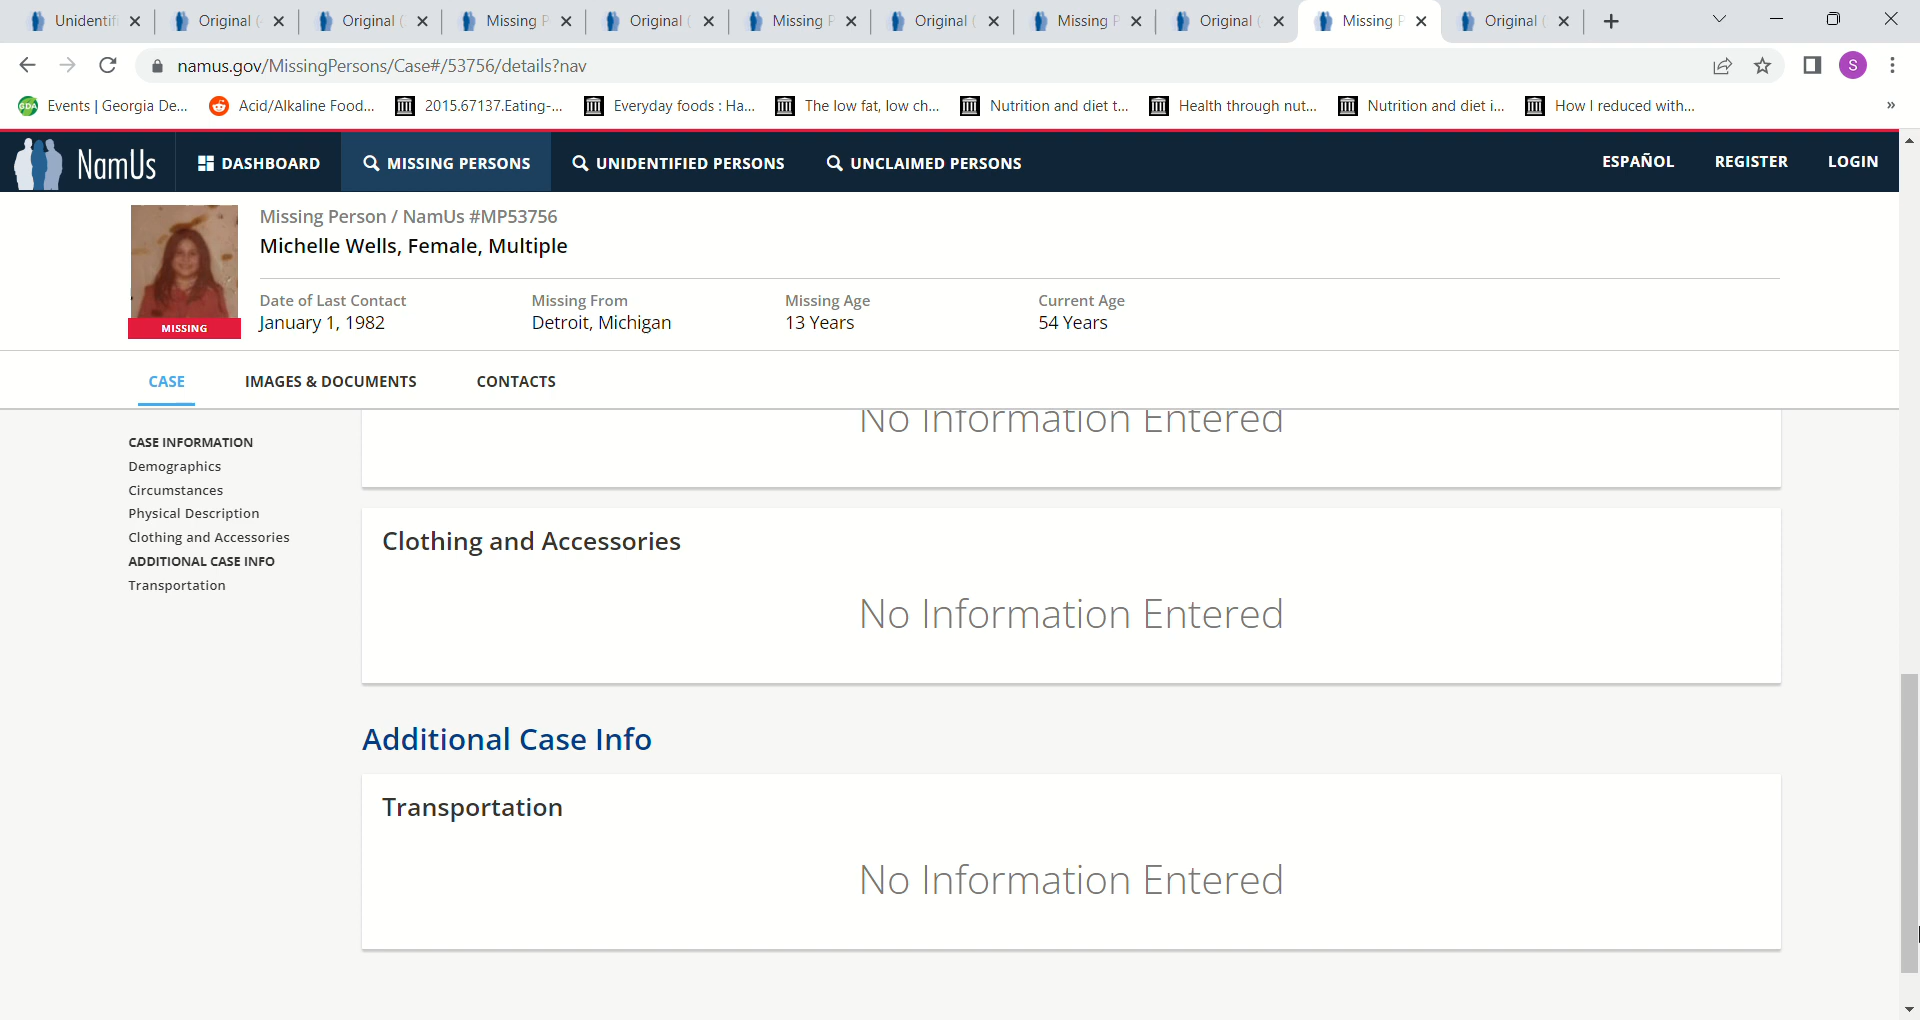 Unidentifi
Original (
Original (
Missing P
Original (
Missing P
Original (
Missing P
Original (
Missing P
Original (
namus.gov/MissingPersons/Case#/53756/details?nav
S
GDA Events | Georgia De...
Acid/Alkaline Food...
2015.67137.Eating-...
Everyday foods : Ha...
The low fat, low ch...
Nutrition and diet t...
Health through nut...
Nutrition and diet i...
How I reduced with...
»
NamUs
DASHBOARD
MISSING PERSONS
UNIDENTIFIED PERSONS
UNCLAIMED PERSONS
ESPAÑOL
REGISTER
LOGIN
MISSING
Missing Person / NamUs #MP53756
Michelle Wells, Female, Multiple
Date of Last Contact
January 1, 1982
Missing From
Detroit, Michigan
Missing Age
13 Years
Current Age
54 Years
CASE
IMAGES & DOCUMENTS
CONTACTS
CASE INFORMATION
Demographics
Circumstances
Physical Description
Clothing and Accessories
ADDITIONAL CASE INFO
Transportation
No Information Entered
Clothing and Accessories
No Information Entered
Additional Case Info
Transportation
No Information Entered